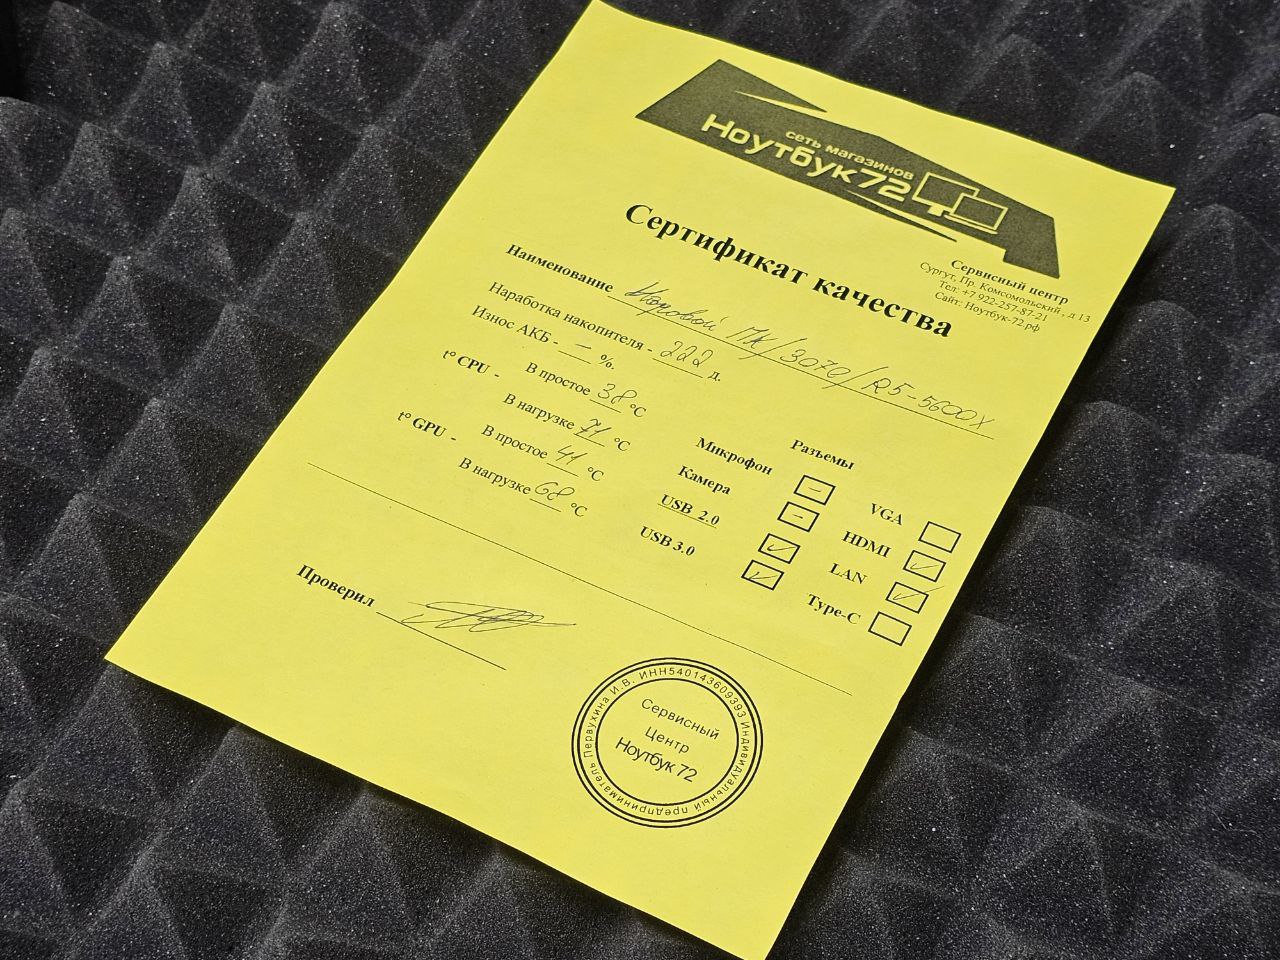 сеть магазинов
Ноутбук72
Сертификат качества
Сервисный центр
Сургут, Пр. Комсомольский , д 13
Тел: +7 922-257-87-21
Сайт: Ноутбук-72.рф
Наименование Игровой ПК/3070/R5-5600X
Наработка накопителя - 222 д.
Износ АКБ - — %.
t° CPU - В простое 38 °C
В нагрузке 71 °C
t° GPU - В простое 41 °C
В нагрузке 68 °C
Разъемы
Микрофон – VGA
Камера – HDMI ✓
USB 2.0 ✓ LAN ✓
USB 3.0 ✓ Type-C
Проверил
Индивидуальный предприниматель Первухина И.В. ИНН540143609393
Сервисный
Центр
Ноутбук 72